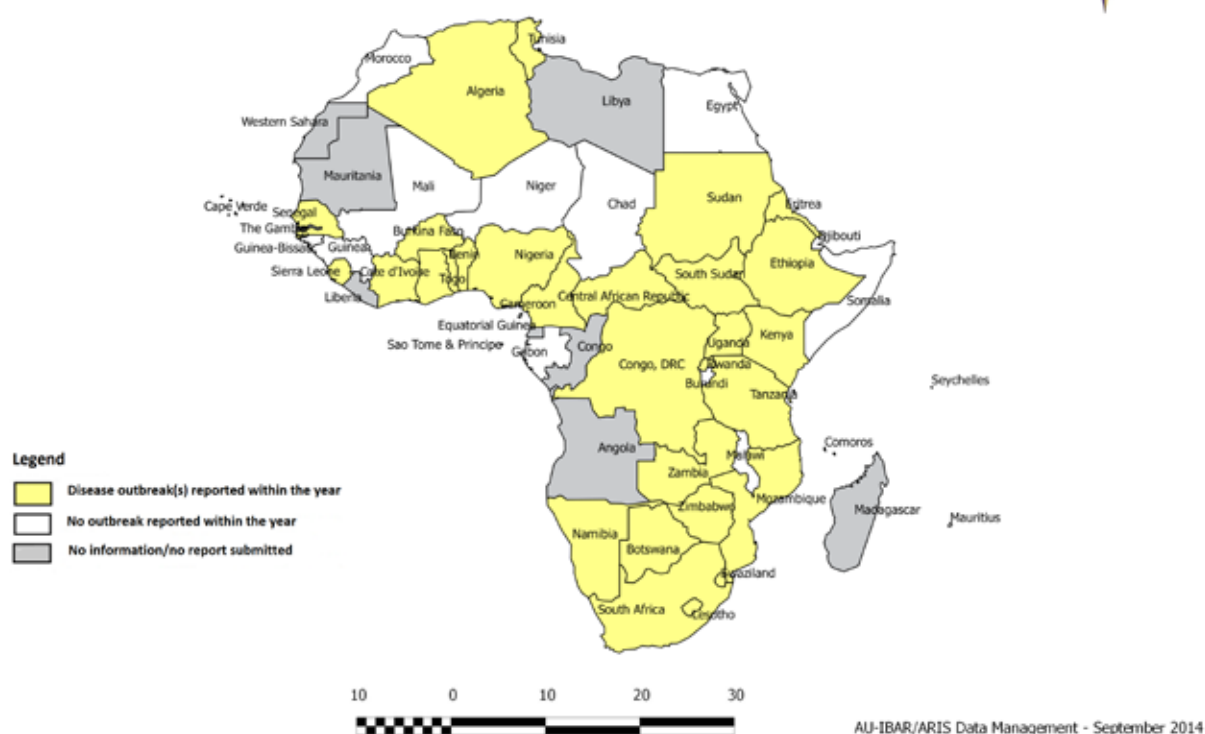 Tunisia
Morocco
Algeria
Libya
Egypt
Western Sahara
Mauritania
Mali
Niger
Chad
Sudan
Eritrea
Cape Verde
Senegal
The Gamb
Burkina Faso
Djibouti
Guinea-Bissau
Guinea
Benin
Nigeria
Ethiopia
Sierra Leone
Cote d'Ivoire
Togo
South Sudan
Liberia
Cameroon
Central African Republic
Somalia
Equatorial Guinea
Sao Tome & Principe
Gabon
Congo
Uganda
Kenya
Congo, DRC
Rwanda
Burundi
Tanzania
Seychelles
Comoros
Angola
Malawi
Zambia
Mozambique
Madagascar
Mauritius
Zimbabwe
Namibia
Botswana
Swaziland
South Africa
Lesotho
Legend
Disease outbreak(s) reported within the year
No outbreak reported within the year
No information/no report submitted
10 0 10 20 30
AU-IBAR/ARIS Data Management - September 2014